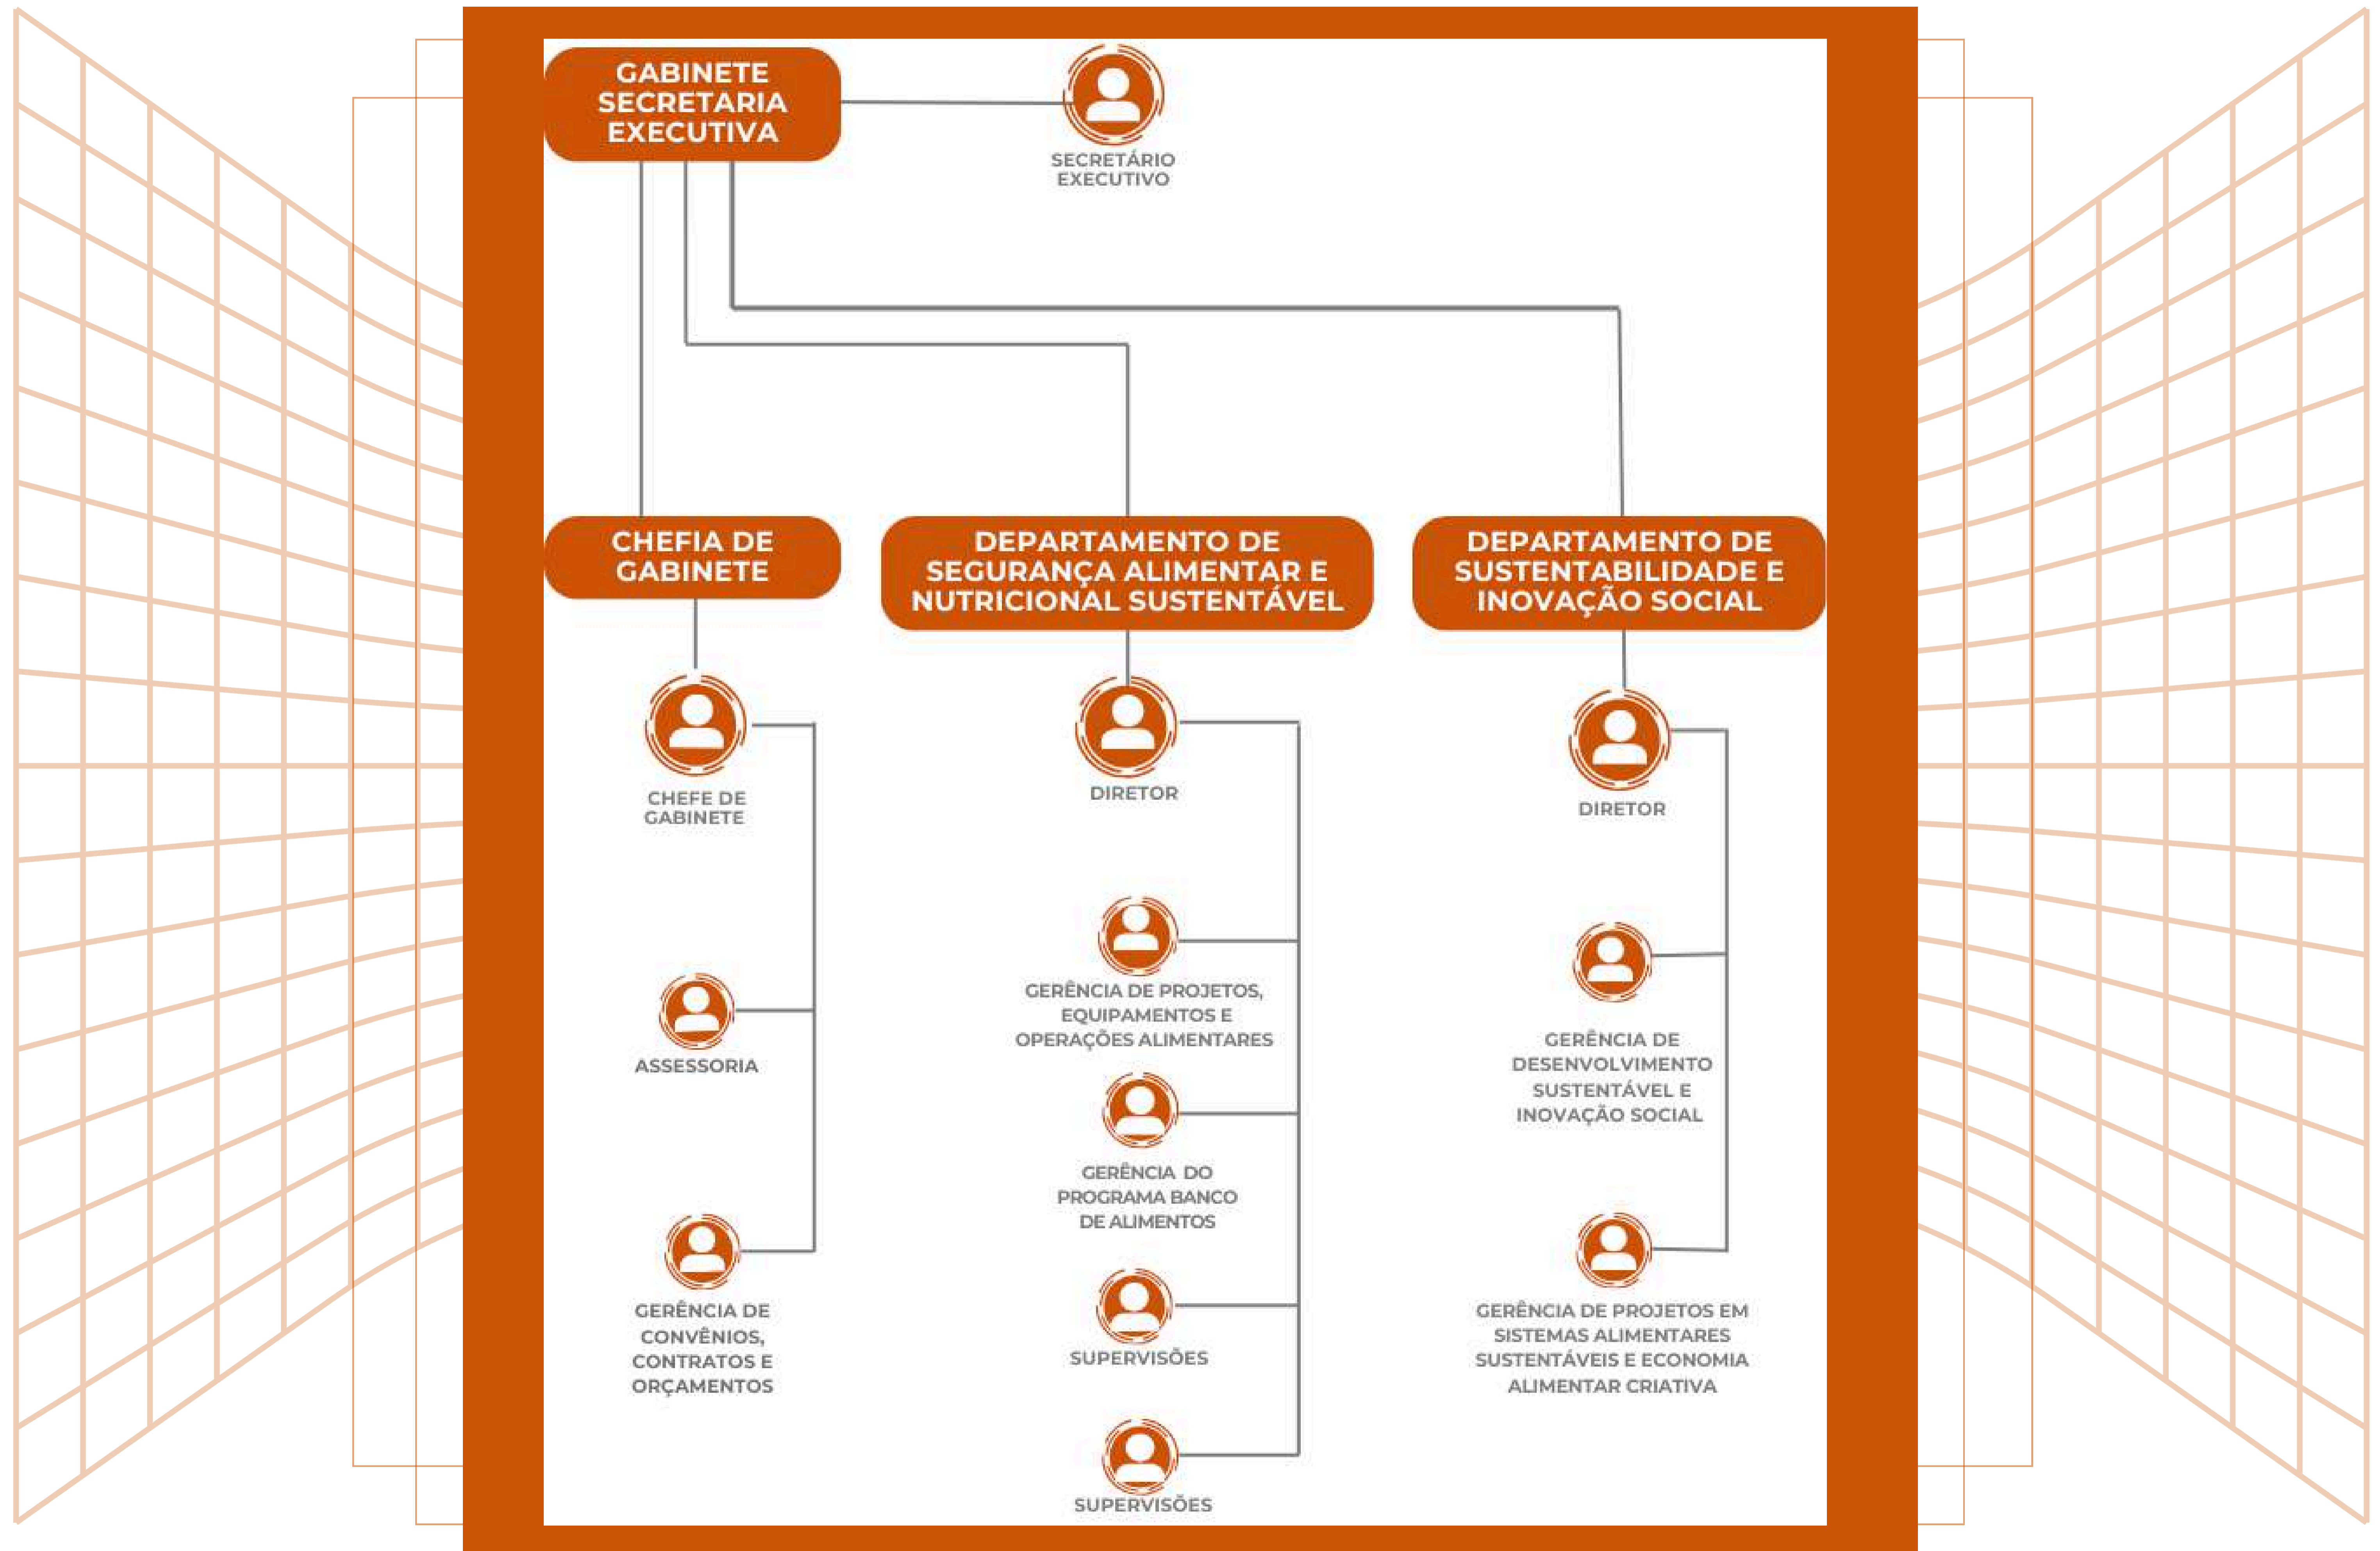 GABINETE
SECRETARIA
EXECUTIVA
SECRETÁRIO
EXECUTIVO
CHEFIA DE
GABINETE
CHEFE DE
GABINETE
ASSESSORIA
GERÊNCIA DE
CONVÊNIOS,
CONTRATOS E
ORÇAMENTOS
DEPARTAMENTO DE
SEGURANÇA ALIMENTAR E
NUTRICIONAL SUSTENTÁVEL
DIRETOR
GERÊNCIA DE PROJETOS,
EQUIPAMENTOS E
OPERAÇÕES ALIMENTARES
GERÊNCIA DO
PROGRAMA BANCO
DE ALIMENTOS
SUPERVISÕES
SUPERVISÕES
DEPARTAMENTO DE
SUSTENTABILIDADE E
INOVAÇÃO SOCIAL
DIRETOR
GERÊNCIA DE
DESENVOLVIMENTO
SUSTENTÁVEL E
INOVAÇÃO SOCIAL
GERÊNCIA DE PROJETOS EM
SISTEMAS ALIMENTARES
SUSTENTÁVEIS E ECONOMIA
ALIMENTAR CRIATIVA